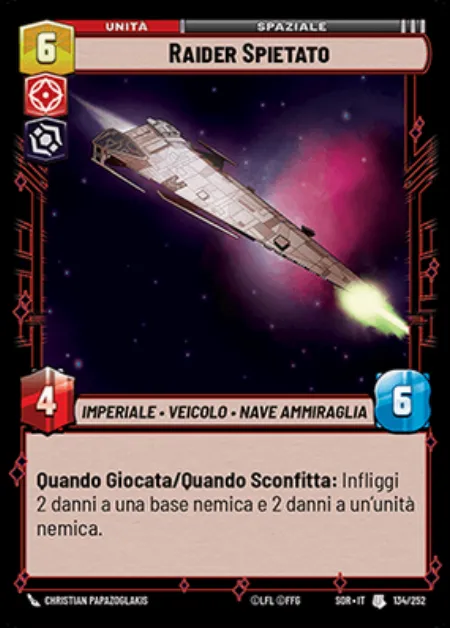 UNITÀ SPAZIALE
6 RAIDER SPIETATO
4 IMPERIALE • VEICOLO • NAVE AMMIRAGLIA 6
Quando Giocata/Quando Sconfitta: Infliggi
2 danni a una base nemica e 2 danni a un'unità
nemica.
CHRISTIAN PAPAZOGLAKIS ©LFL ©FFG SOR • IT 134/252